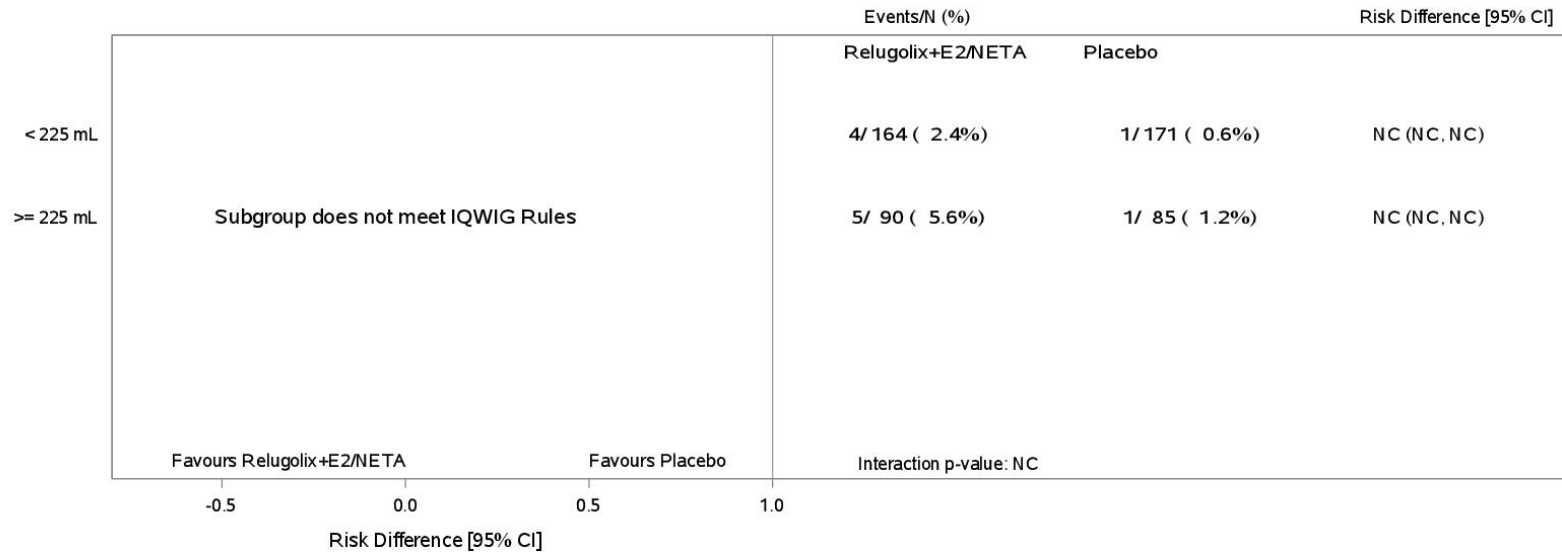 Events/N (%) Risk Difference [95% CI]
Relugolix+E2/NETA Placebo
< 225 mL 4/ 164 ( 2.4%) 1/ 171 ( 0.6%) NC (NC, NC)
>= 225 mL Subgroup does not meet IQWIG Rules 5/ 90 ( 5.6%) 1/ 85 ( 1.2%) NC (NC, NC)
Favours Relugolix+E2/NETA Favours Placebo Interaction p-value: NC
-0.5 0.0 0.5 1.0
Risk Difference [95% CI]